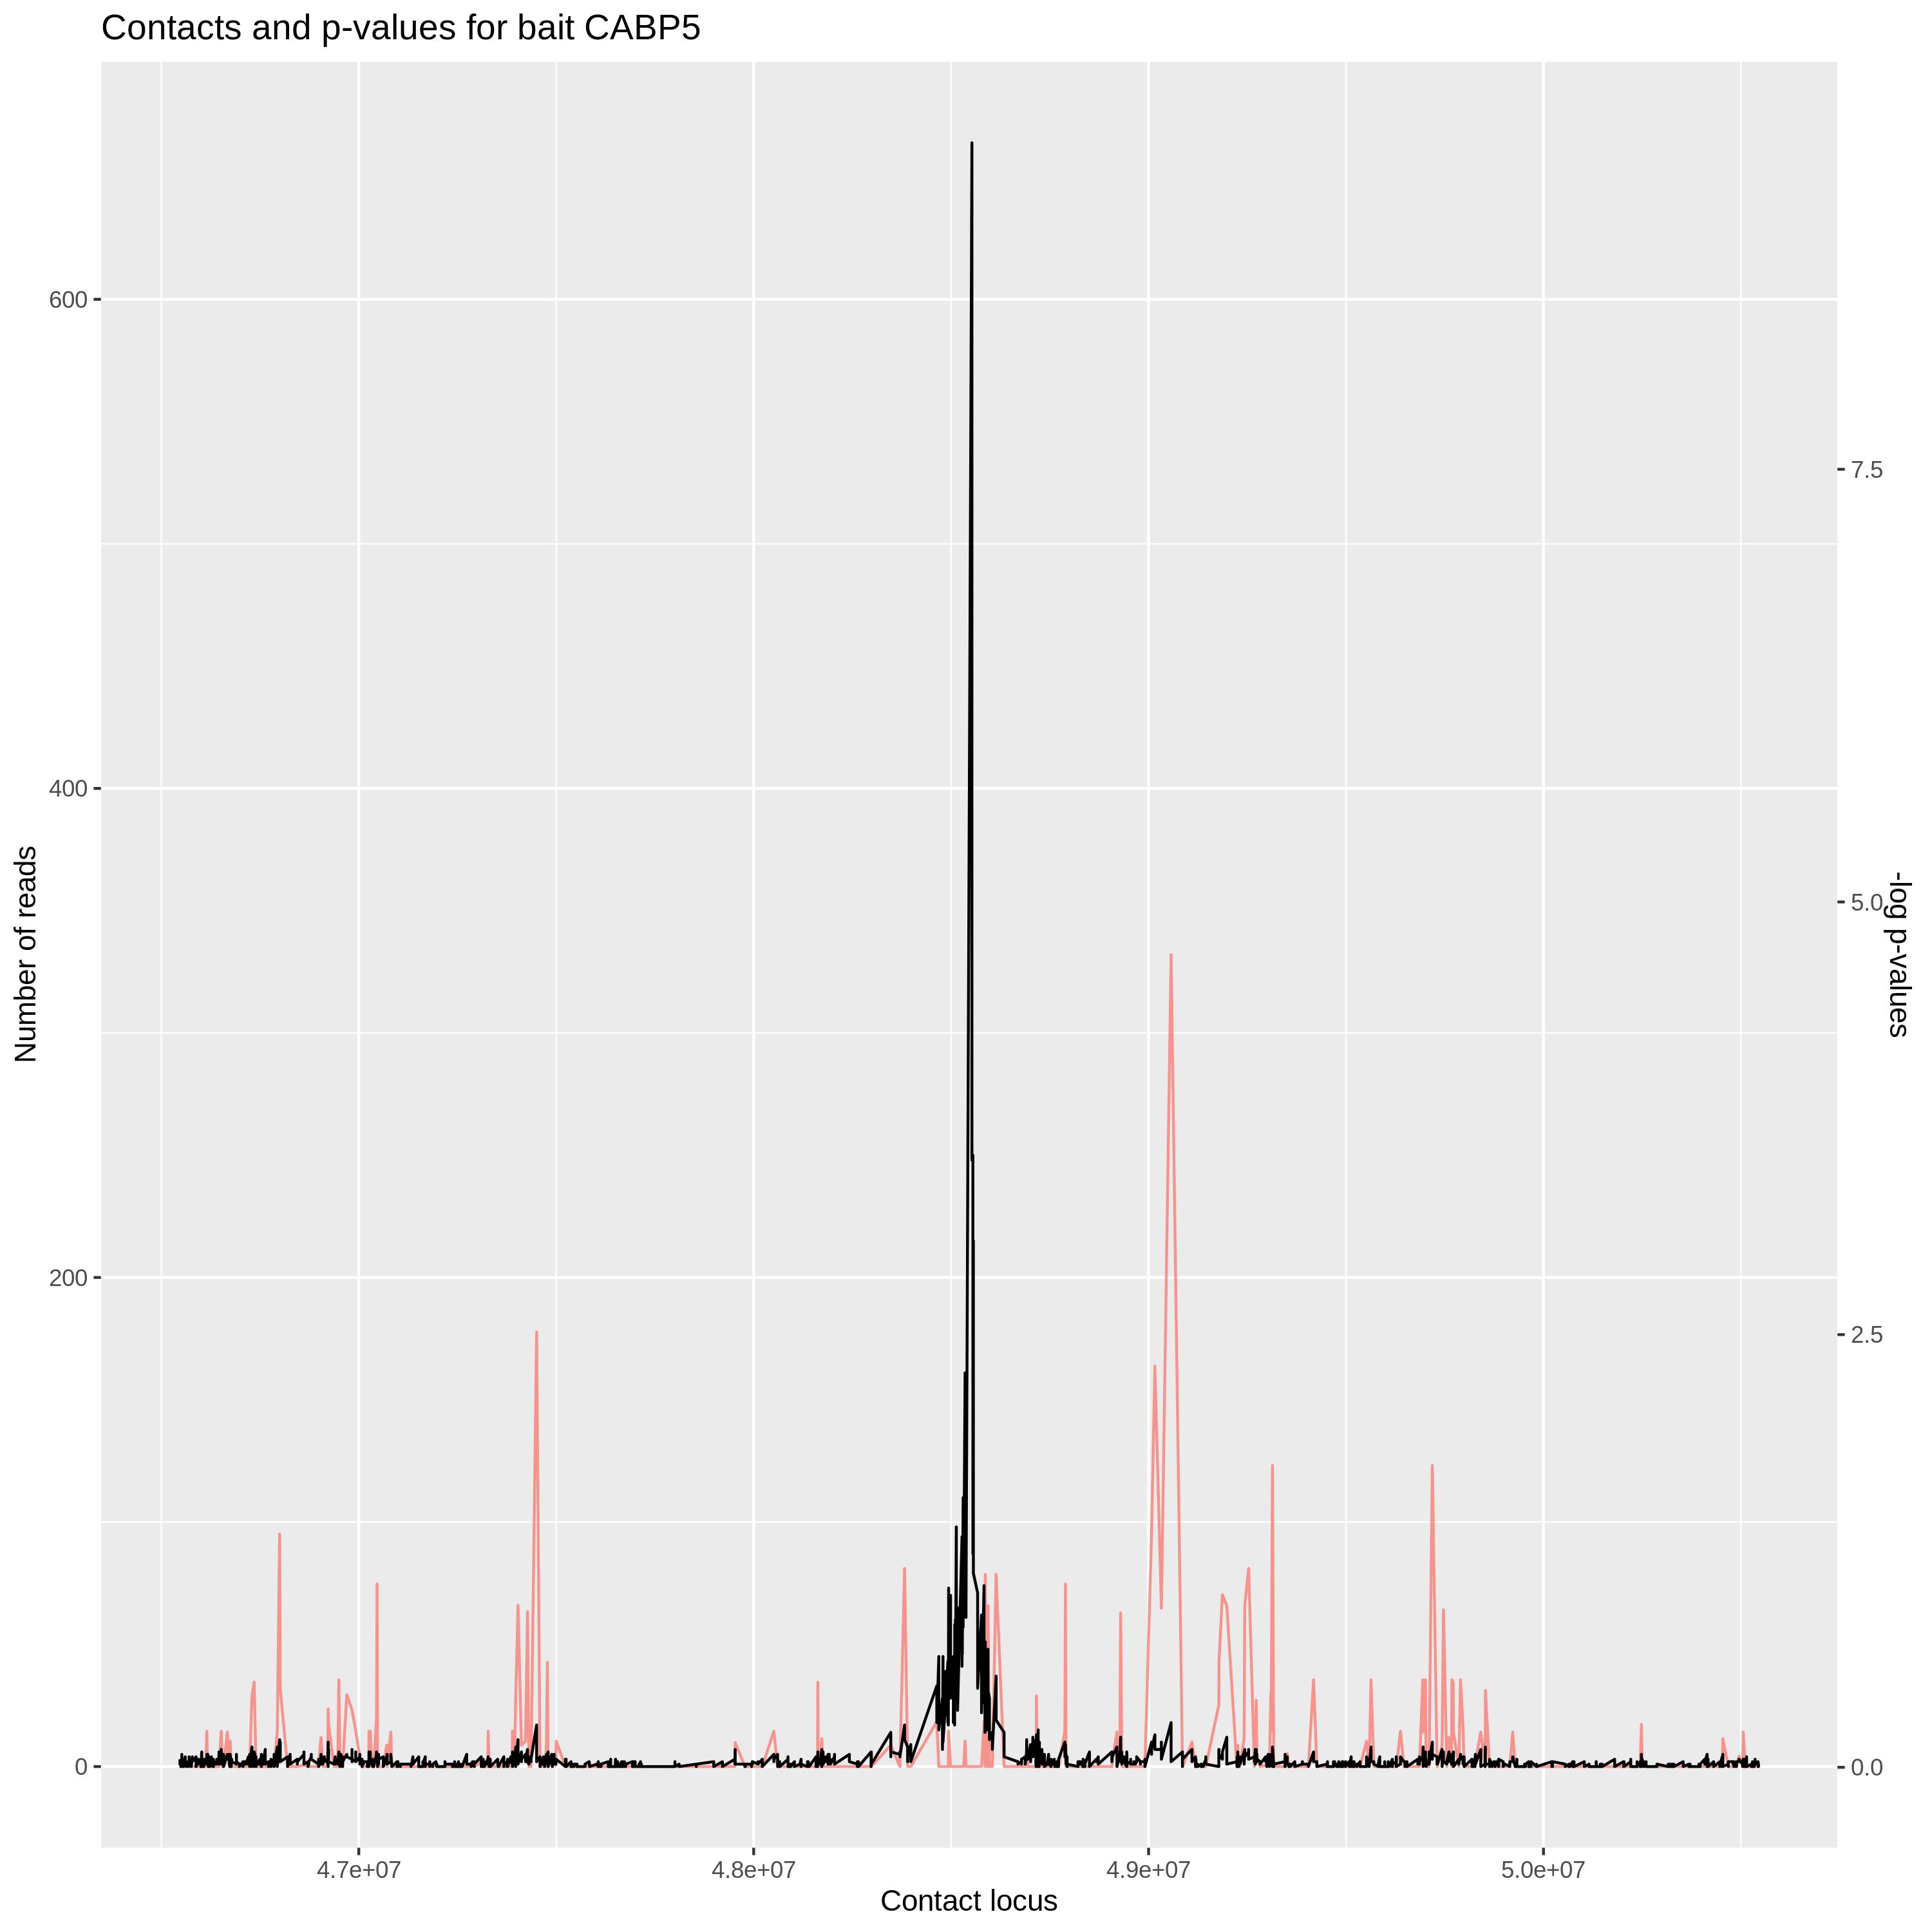 Contacts and p-values for bait CABP5
600
400
200
0
7.5
5.0
2.5
0.0
Number of reads
-log p-values
4.7e+07 4.8e+07 4.9e+07 5.0e+07
Contact locus